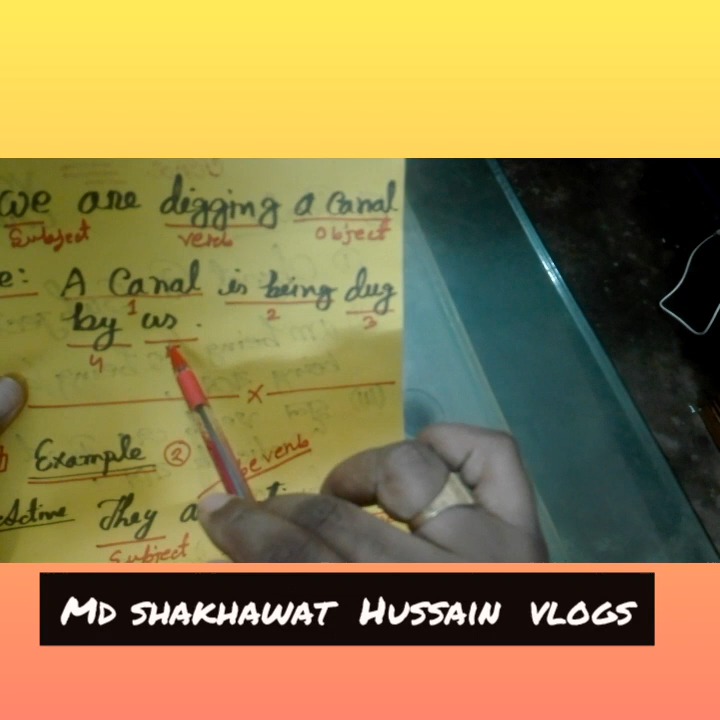 we are digging a Canal
Subject verb Object
e: A Canal is being dug
1 2 3
by us.
4
x
Example 2
verb
Active They
Subject
MD SHAKHAWAT HUSSAIN VLOGS